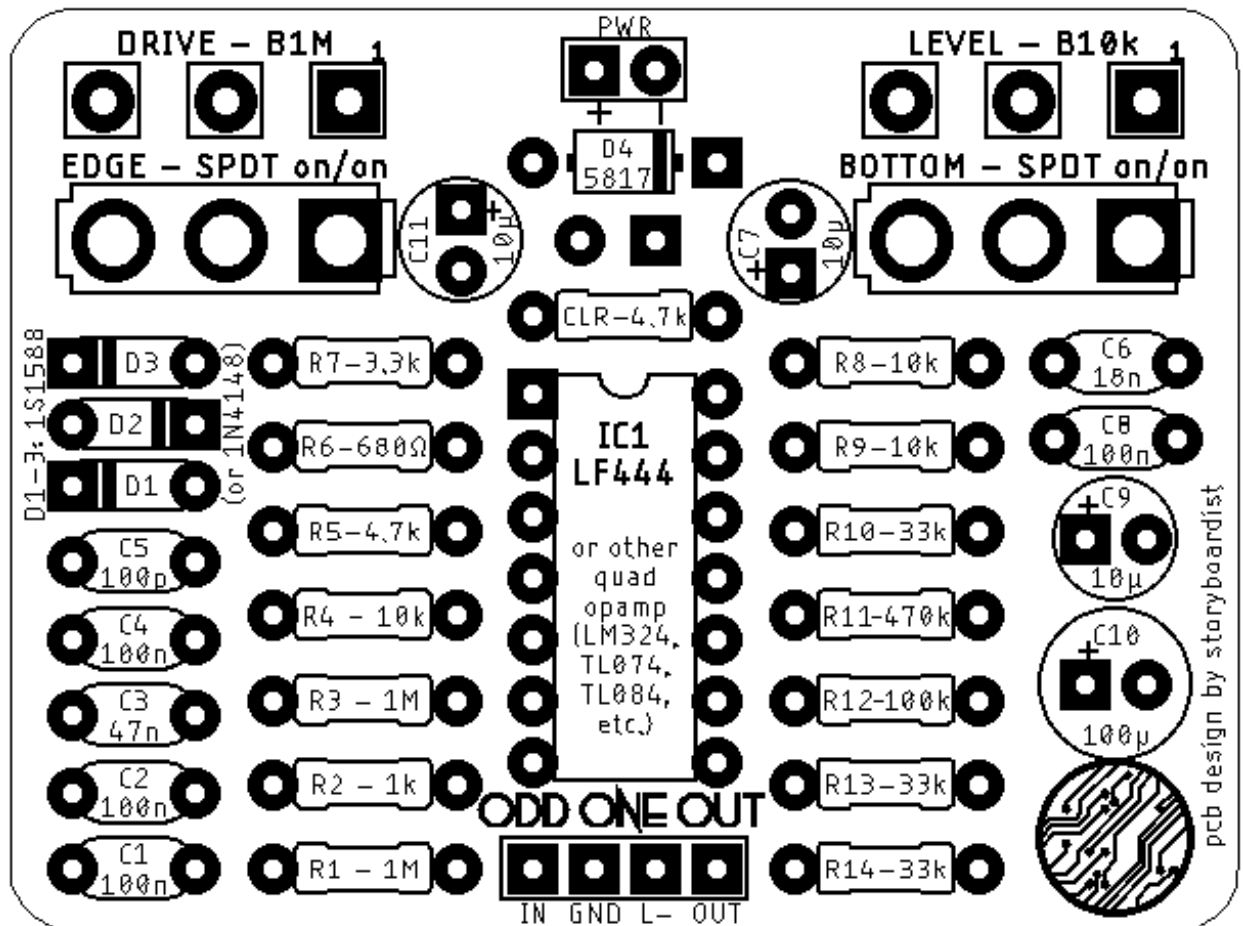 PWR
DRIVE - B1M 1
LEVEL - B10k 1
+ -
D4
5817
EDGE - SPDT on/on
BOTTOM - SPDT on/on
C11
+
10µ
C7
+
10µ
CLR-4.7k
D1-3: 1S1588
(or 1N4148)
D3
D2
D1
R7-3.3k
R6-680Ω
R5-4.7k
R4 - 10k
R3 - 1M
R2 - 1k
R1 - 1M
C5
100p
C4
100n
C3
47n
C2
100n
C1
100n
IC1
LF444
or other
quad
opamp
(LM324,
TL074,
TL084,
etc.)
R8-10k
R9-10k
R10-33k
R11-470k
R12-100k
R13-33k
R14-33k
C6
18n
C8
100n
C9
+
10µ
C10
+
100µ
pcb design by storyboardist
ODD ONE OUT
IN GND L- OUT